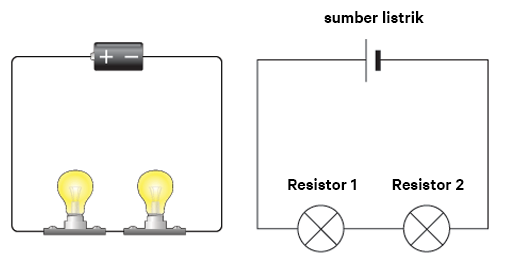 sumber listrik
+ −
Resistor 1
Resistor 2